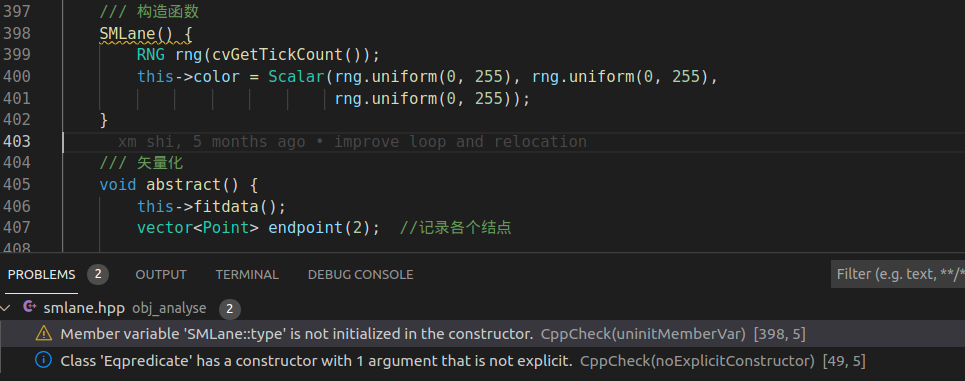 397 /// 构造函数
398 SMLane() {
399 RNG rng(cvGetTickCount());
400 this->color = Scalar(rng.uniform(0, 255), rng.uniform(0, 255),
401 rng.uniform(0, 255));
402 }
403 xm shi, 5 months ago • improve loop and relocation
404 /// 矢量化
405 void abstract() {
406 this->fitdata();
407 vector<Point> endpoint(2); //记录各个结点
408
PROBLEMS 2 OUTPUT TERMINAL DEBUG CONSOLE Filter (e.g. text, **/*
smlane.hpp obj_analyse 2
Member variable 'SMLane::type' is not initialized in the constructor. CppCheck(uninitMemberVar) [398, 5]
Class 'Eqpredicate' has a constructor with 1 argument that is not explicit. CppCheck(noExplicitConstructor) [49, 5]